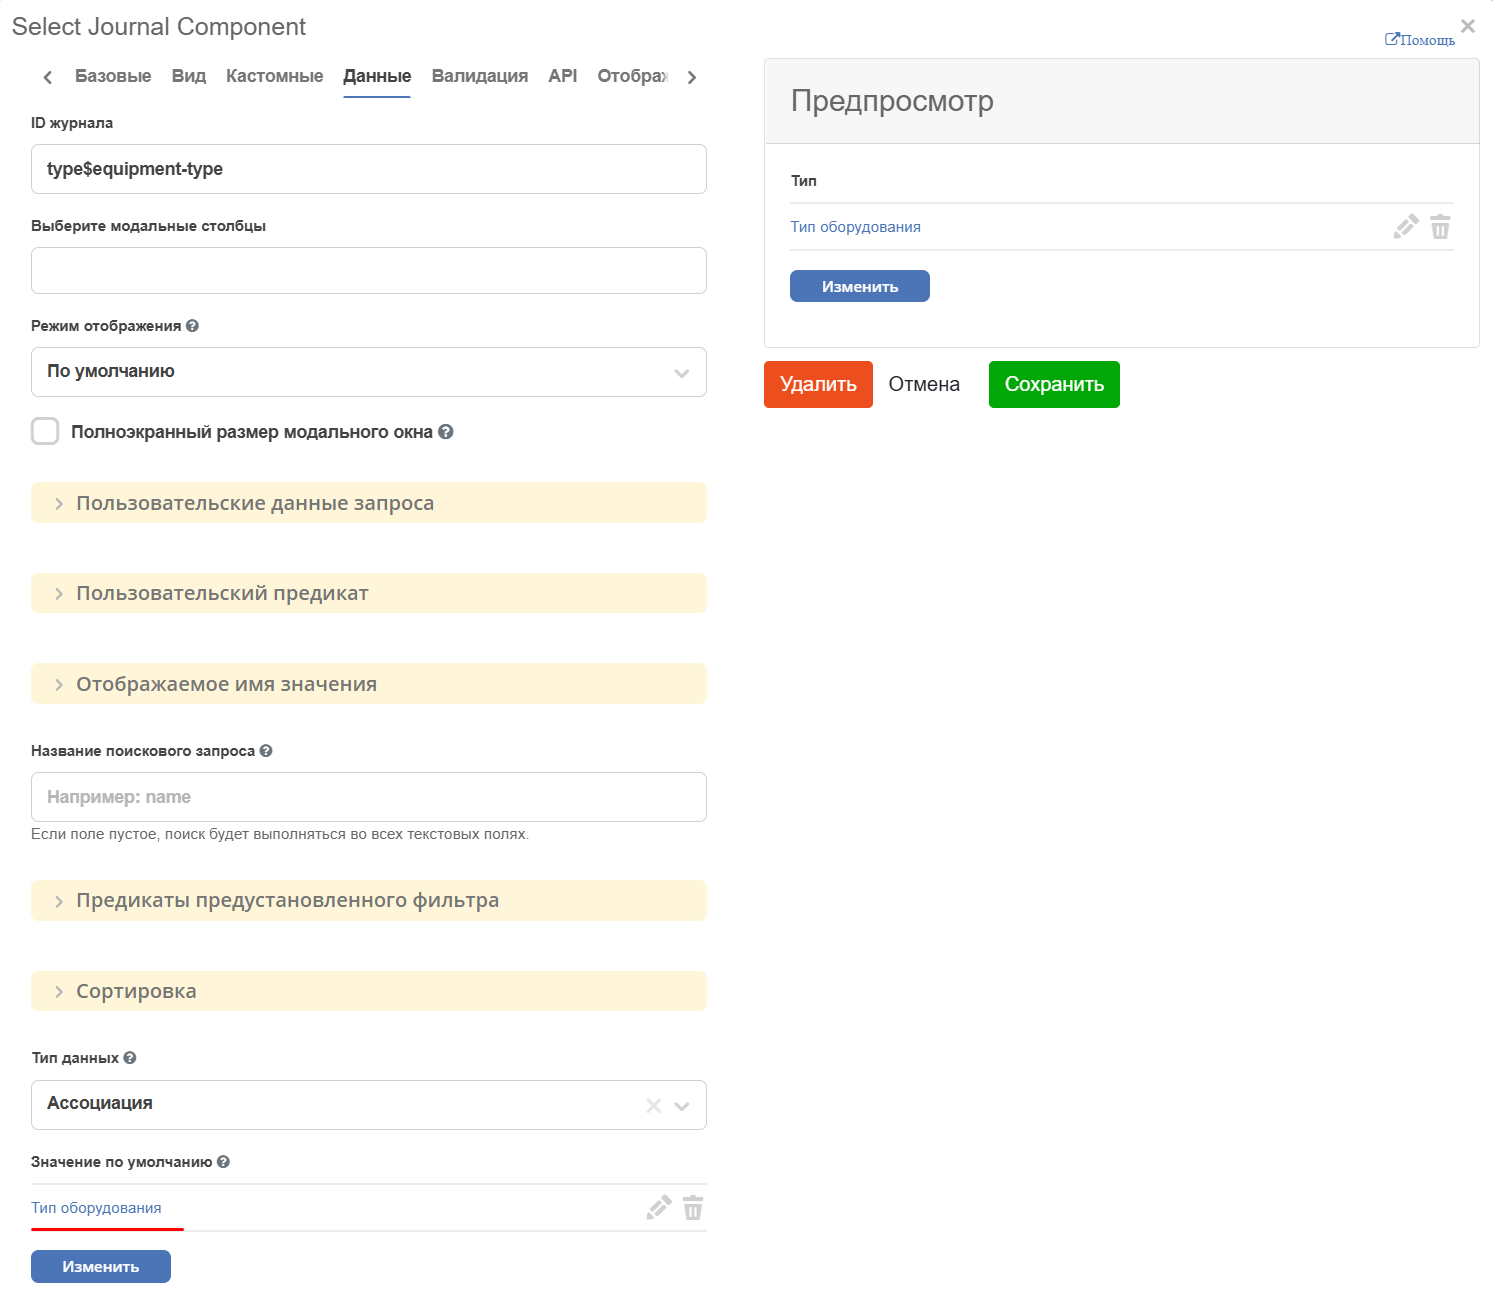 Select Journal Component
Помощь
Базовые Вид Кастомные Данные Валидация API Отображ
ID журнала
type$equipment-type
Выберите модальные столбцы
Режим отображения
По умолчанию
Полноэкранный размер модального окна
Пользовательские данные запроса
Пользовательский предикат
Отображаемое имя значения
Название поискового запроса
Например: name
Если поле пустое, поиск будет выполняться во всех текстовых полях.
Предикаты предустановленного фильтра
Сортировка
Тип данных
Ассоциация
Значение по умолчанию
Тип оборудования
Изменить
Предпросмотр
Тип
Тип оборудования
Изменить
Удалить Отмена Сохранить